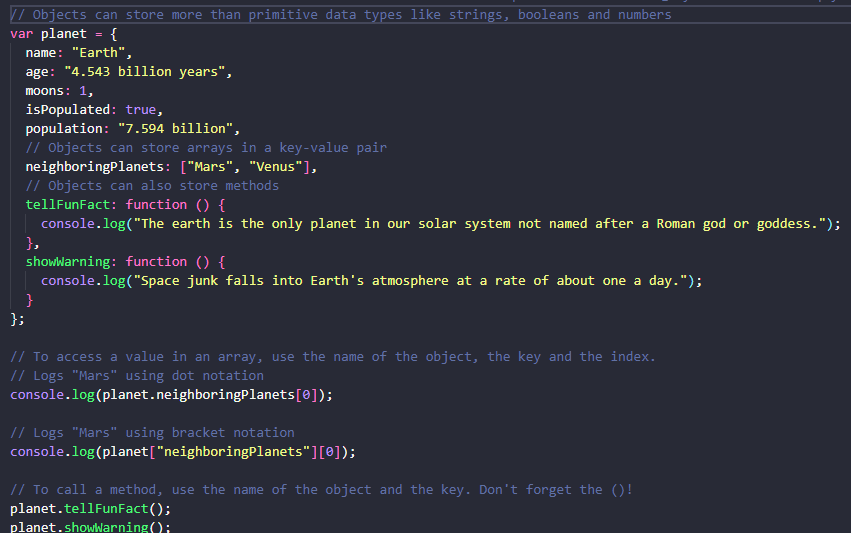 // Objects can store more than primitive data types like strings, booleans and numbers
var planet = {
  name: "Earth",
  age: "4.543 billion years",
  moons: 1,
  isPopulated: true,
  population: "7.594 billion",
  // Objects can store arrays in a key-value pair
  neighboringPlanets: ["Mars", "Venus"],
  // Objects can also store methods
  tellFunFact: function () {
    console.log("The earth is the only planet in our solar system not named after a Roman god or goddess.");
  },
  showWarning: function () {
    console.log("Space junk falls into Earth's atmosphere at a rate of about one a day.");
  }
};

// To access a value in an array, use the name of the object, the key and the index.
// Logs "Mars" using dot notation
console.log(planet.neighboringPlanets[0]);

// Logs "Mars" using bracket notation
console.log(planet["neighboringPlanets"][0]);

// To call a method, use the name of the object and the key. Don't forget the ()!
planet.tellFunFact();
planet.showWarning();